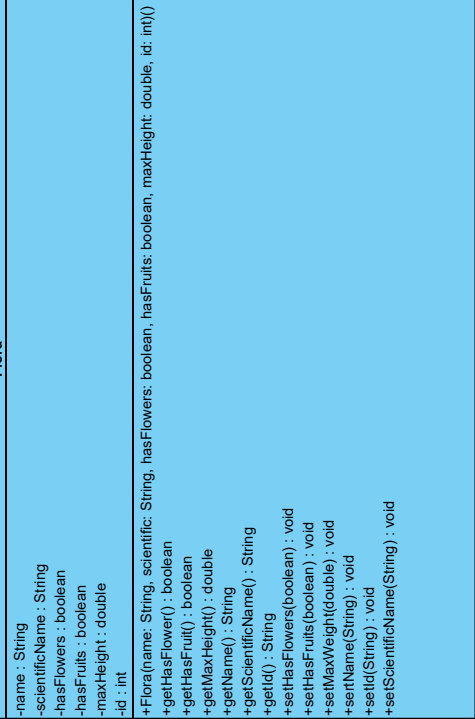 -name : String
-scientificName : String
-hasFlowers : boolean
-hasFruits : boolean
-maxHeight : double
-id : int
+Flora(name: String, scientific: String, hasFlowers: boolean, hasFruits: boolean, maxHeight: double, id: int)()
+getHasFlower() : boolean
+getHasFruit() : boolean
+getMaxHeight() : double
+getName() : String
+getScientificName() : String
+getId() : String
+setHasFlowers(boolean) : void
+setHasFruits(boolean) : void
+setMaxWeight(double) : void
+sertName(String) : void
+setId(String) : void
+setScientificName(String) : void